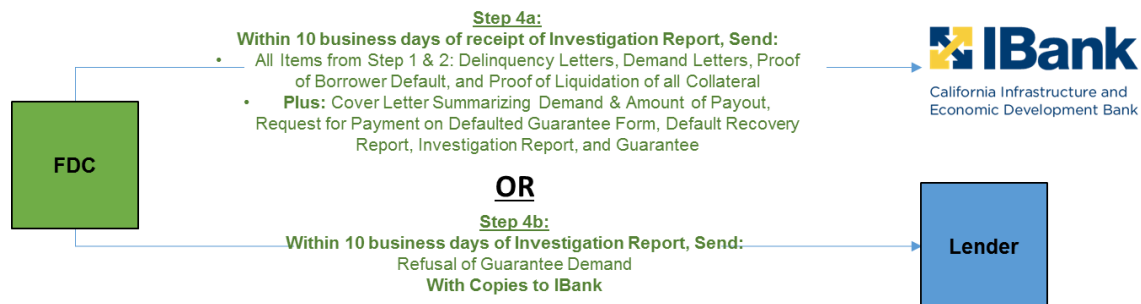 Step 4a:
Within 10 business days of receipt of Investigation Report, Send:
• All Items from Step 1 & 2: Delinquency Letters, Demand Letters, Proof
of Borrower Default, and Proof of Liquidation of all Collateral
• Plus: Cover Letter Summarizing Demand & Amount of Payout,
Request for Payment on Defaulted Guarantee Form, Default Recovery
Report, Investigation Report, and Guarantee
IBank
California Infrastructure and
Economic Development Bank
FDC
OR
Step 4b:
Within 10 business days of Investigation Report, Send:
Refusal of Guarantee Demand
With Copies to IBank
Lender